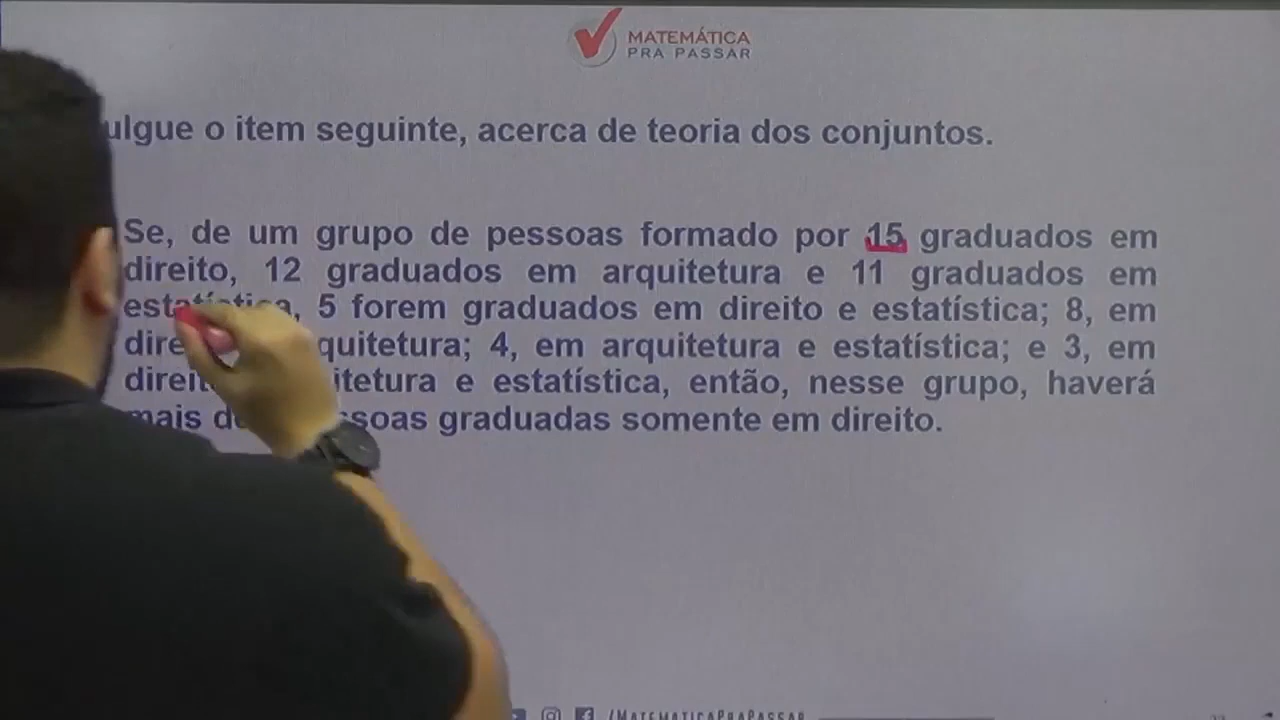 MATEMÁTICA
PRA PASSAR
ulgue o item seguinte, acerca de teoria dos conjuntos.
Se, de um grupo de pessoas formado por 15 graduados em
direito, 12 graduados em arquitetura e 11 graduados em
estatística, 5 forem graduados em direito e estatística; 8, em
dire quitetura; 4, em arquitetura e estatística; e 3, em
direit itetura e estatística, então, nesse grupo, haverá
mais d soas graduadas somente em direito.
/MATEMATICAPRAPASSAR